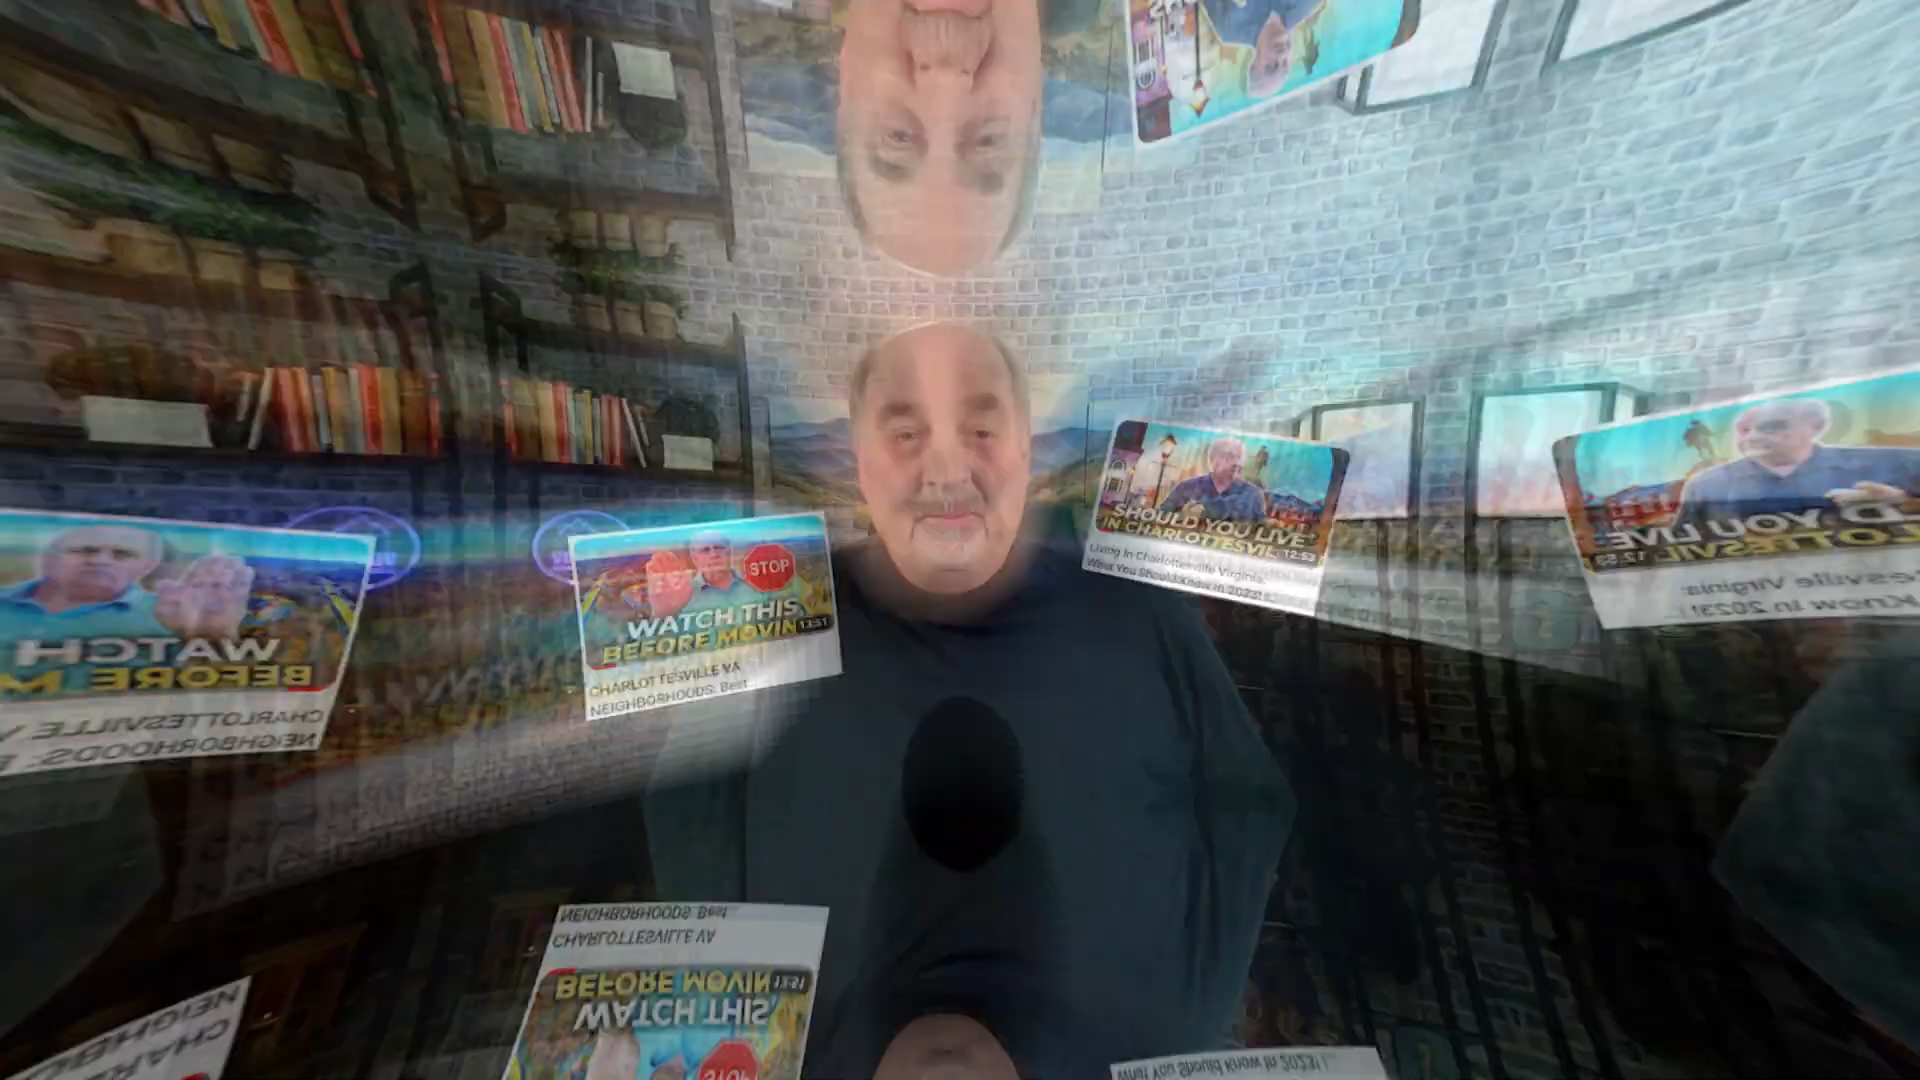 SHOULD YOU LIVE
IN CHARLOTTESVIL
12:53
Living in Charlottesville Virginia:
What You Should Know in 2023! |
D YOU LIVE
LOTTESVIL
12:53
esville Virginia:
Know in 2023! |
WATCH
BEFORE M
CHARLOTTESVILLE V
NEIGHBORHOODS:
STOP
WATCH THIS
BEFORE MOVIN
13:51
CHARLOTTESVILLE VA
NEIGHBORHOODS: Best...
NEIGHBORHOODS: Best...
CHARLOTTESVILLE VA
BEFORE MOVIN
13:51
WATCH THIS
STOP
NEIGH
CHAR
What You Should Know in 2023! |...